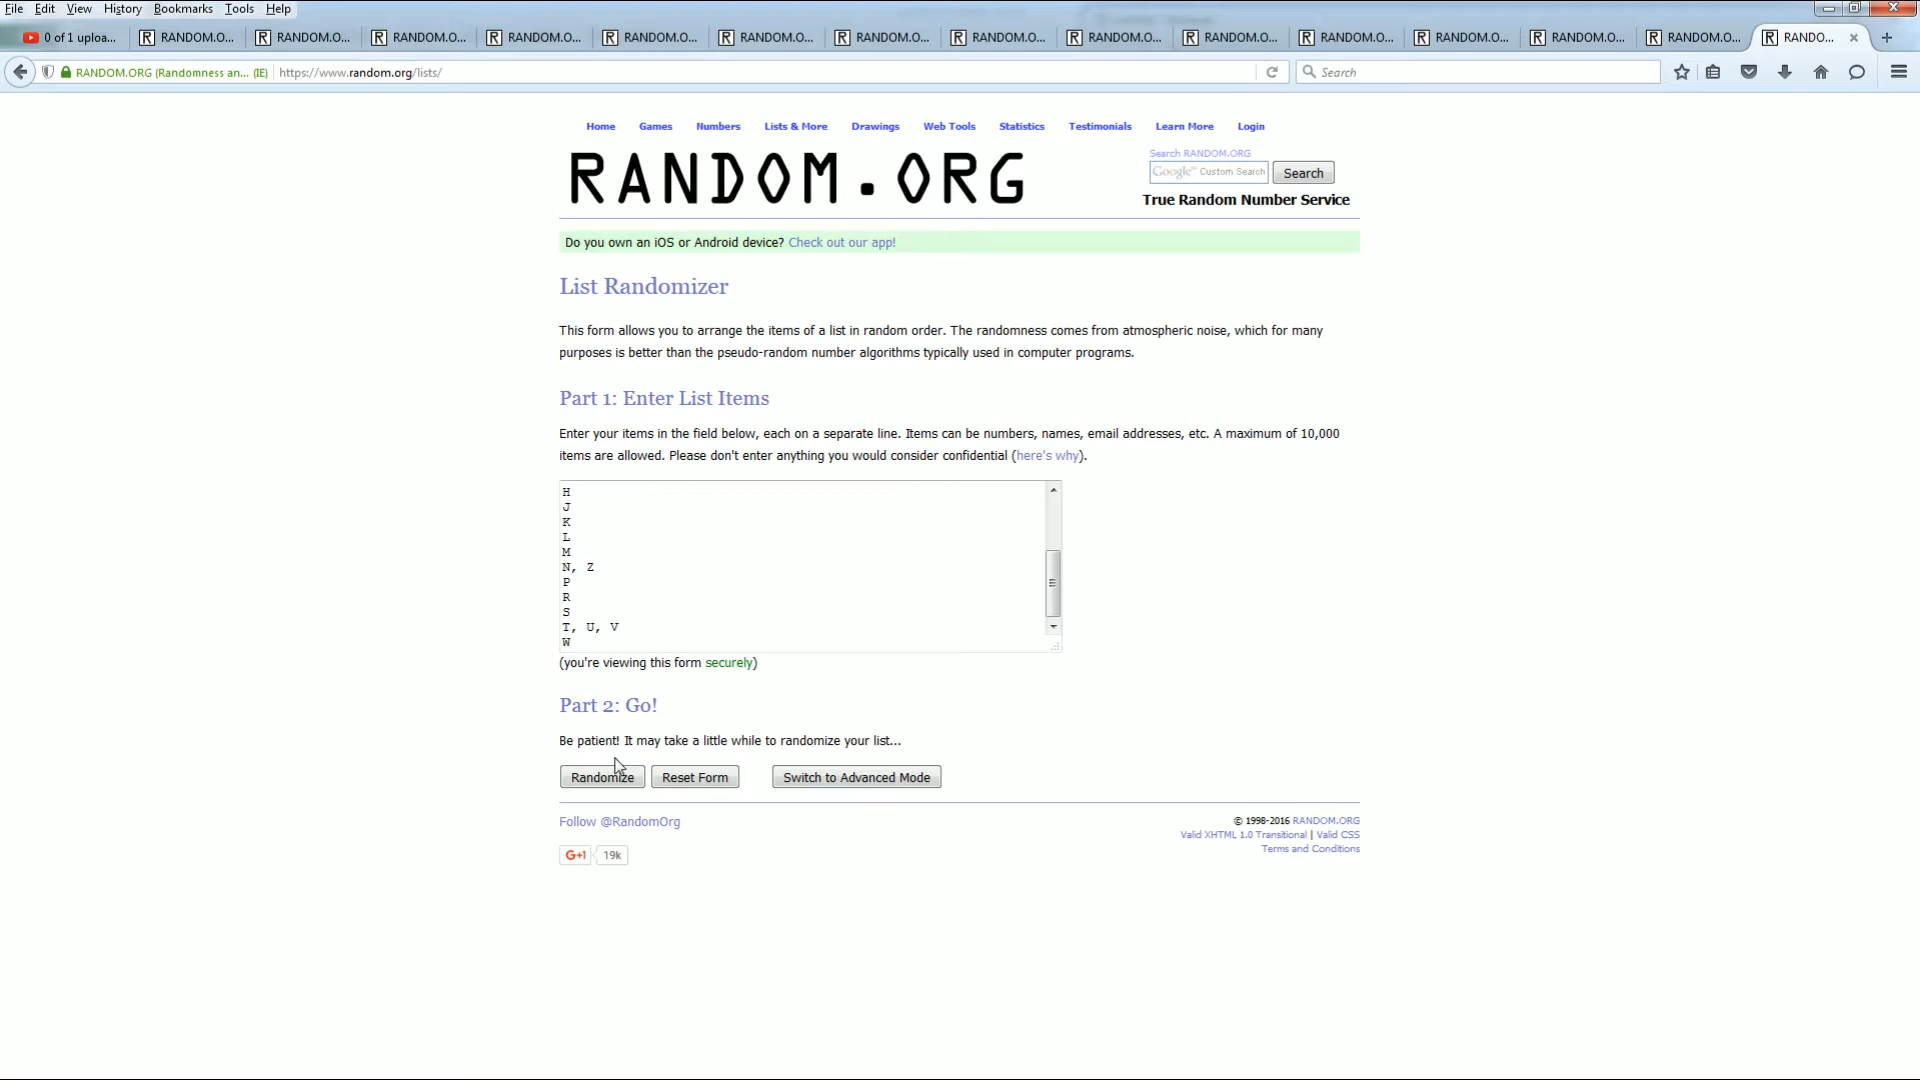 File Edit View History Bookmarks Tools Help
0 of 1 uploa... RANDOM.O... RANDOM.O... RANDOM.O... RANDOM.O... RANDOM.O... RANDOM.O... RANDOM.O... RANDOM.O... RANDOM.O... RANDOM.O... RANDOM.O... RANDOM.O... RANDOM.O... RANDOM.O... RANDO...
RANDOM.ORG (Randomness an... (IE) https://www.random.org/lists/ Search
Home Games Numbers Lists & More Drawings Web Tools Statistics Testimonials Learn More Login
RANDOM.ORG
Search RANDOM.ORG
Google™ Custom Search Search
True Random Number Service
Do you own an iOS or Android device? Check out our app!
List Randomizer
This form allows you to arrange the items of a list in random order. The randomness comes from atmospheric noise, which for many
purposes is better than the pseudo-random number algorithms typically used in computer programs.
Part 1: Enter List Items
Enter your items in the field below, each on a separate line. Items can be numbers, names, email addresses, etc. A maximum of 10,000
items are allowed. Please don't enter anything you would consider confidential (here's why).
H
J
K
L
M
N, Z
P
R
S
T, U, V
W
(you're viewing this form securely)
Part 2: Go!
Be patient! It may take a little while to randomize your list...
Randomize Reset Form Switch to Advanced Mode
Follow @RandomOrg
G+1 19k
© 1998-2016 RANDOM.ORG
Valid XHTML 1.0 Transitional | Valid CSS
Terms and Conditions